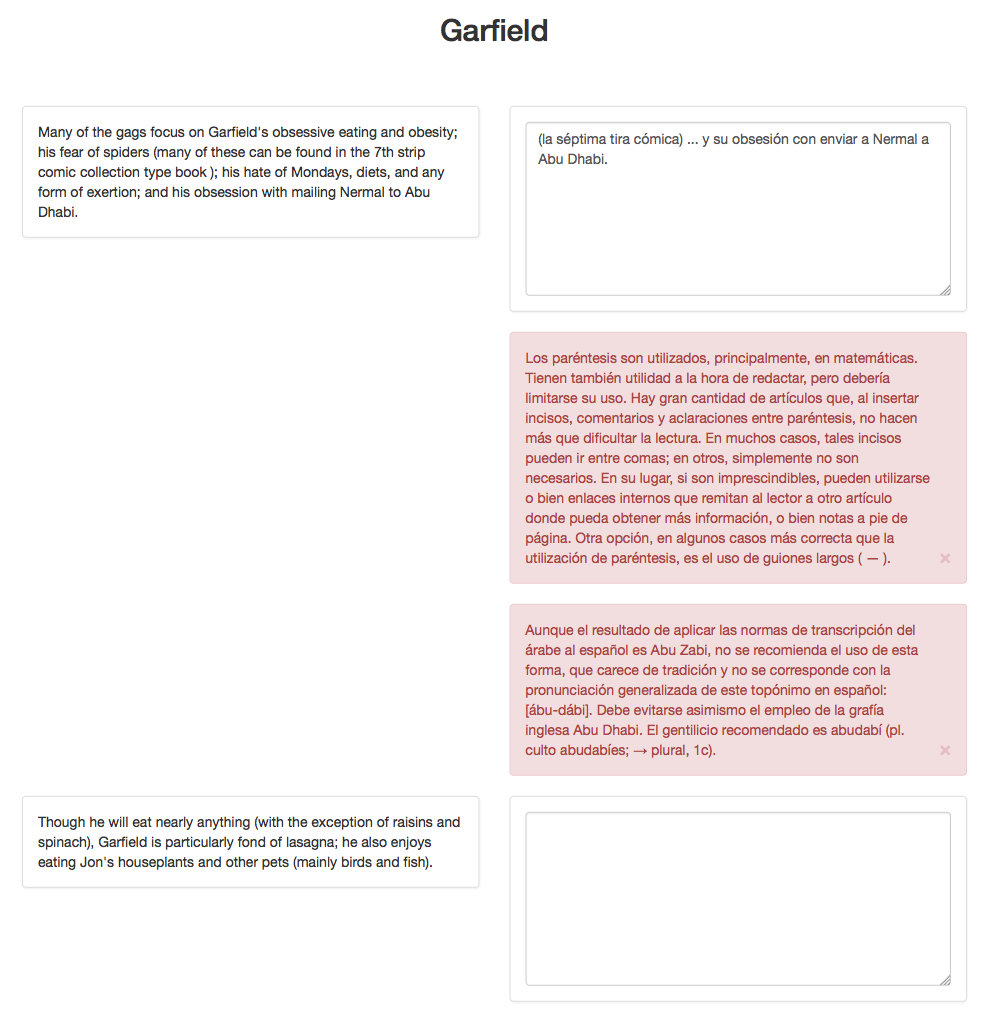 Garfield
Many of the gags focus on Garfield's obsessive eating and obesity;
his fear of spiders (many of these can be found in the 7th strip
comic collection type book ); his hate of Mondays, diets, and any
form of exertion; and his obsession with mailing Nermal to Abu
Dhabi.
(la séptima tira cómica) ... y su obsesión con enviar a Nermal a
Abu Dhabi.
Los paréntesis son utilizados, principalmente, en matemáticas.
Tienen también utilidad a la hora de redactar, pero debería
limitarse su uso. Hay gran cantidad de artículos que, al insertar
incisos, comentarios y aclaraciones entre paréntesis, no hacen
más que dificultar la lectura. En muchos casos, tales incisos
pueden ir entre comas; en otros, simplemente no son
necesarios. En su lugar, si son imprescindibles, pueden utilizarse
o bien enlaces internos que remitan al lector a otro artículo
donde pueda obtener más información, o bien notas a pie de
página. Otra opción, en algunos casos más correcta que la
utilización de paréntesis, es el uso de guiones largos ( — ).
Aunque el resultado de aplicar las normas de transcripción del
árabe al español es Abu Zabi, no se recomienda el uso de esta
forma, que carece de tradición y no se corresponde con la
pronunciación generalizada de este topónimo en español:
[ábu-dábi]. Debe evitarse asimismo el empleo de la grafía
inglesa Abu Dhabi. El gentilicio recomendado es abudabí (pl.
culto abudabíes; → plural, 1c).
Though he will eat nearly anything (with the exception of raisins and
spinach), Garfield is particularly fond of lasagna; he also enjoys
eating Jon's houseplants and other pets (mainly birds and fish).